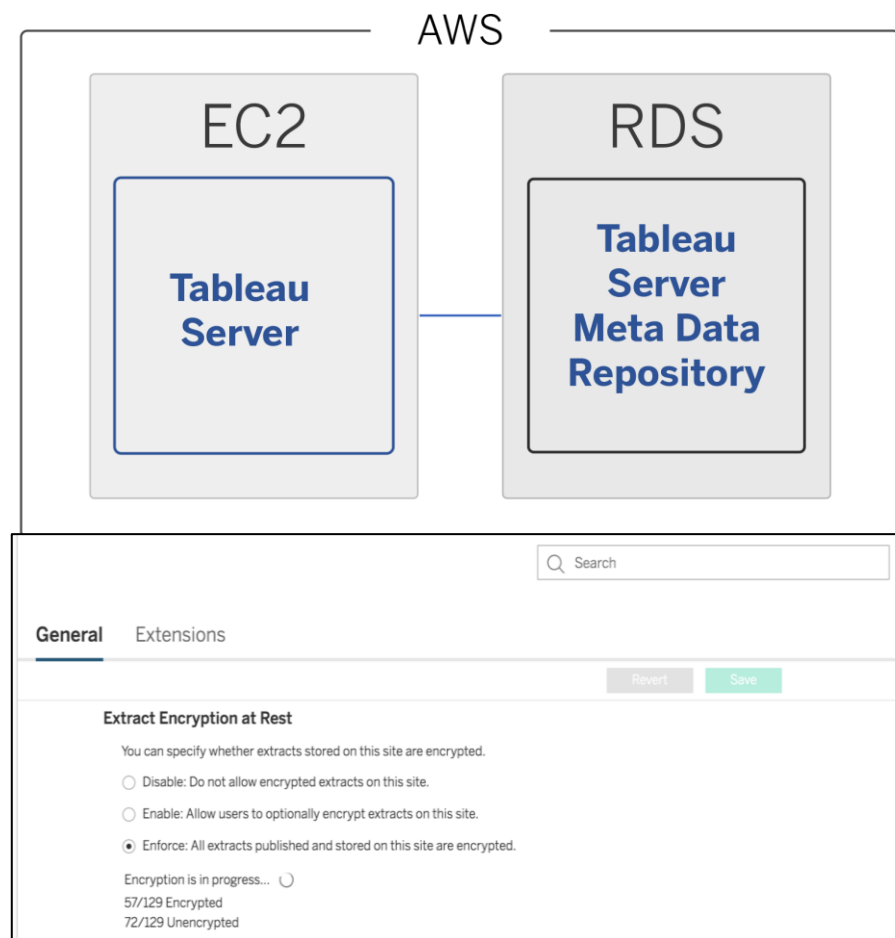 AWS
EC2
RDS
Tableau
Server
Tableau
Server
Meta Data
Repository
Search
General
Extensions
Revert
Save
Extract Encryption at Rest
You can specify whether extracts stored on this site are encrypted.
Disable: Do not allow encrypted extracts on this site.
Enable: Allow users to optionally encrypt extracts on this site.
Enforce: All extracts published and stored on this site are encrypted.
Encryption is in progress...
57/129 Encrypted
72/129 Unencrypted